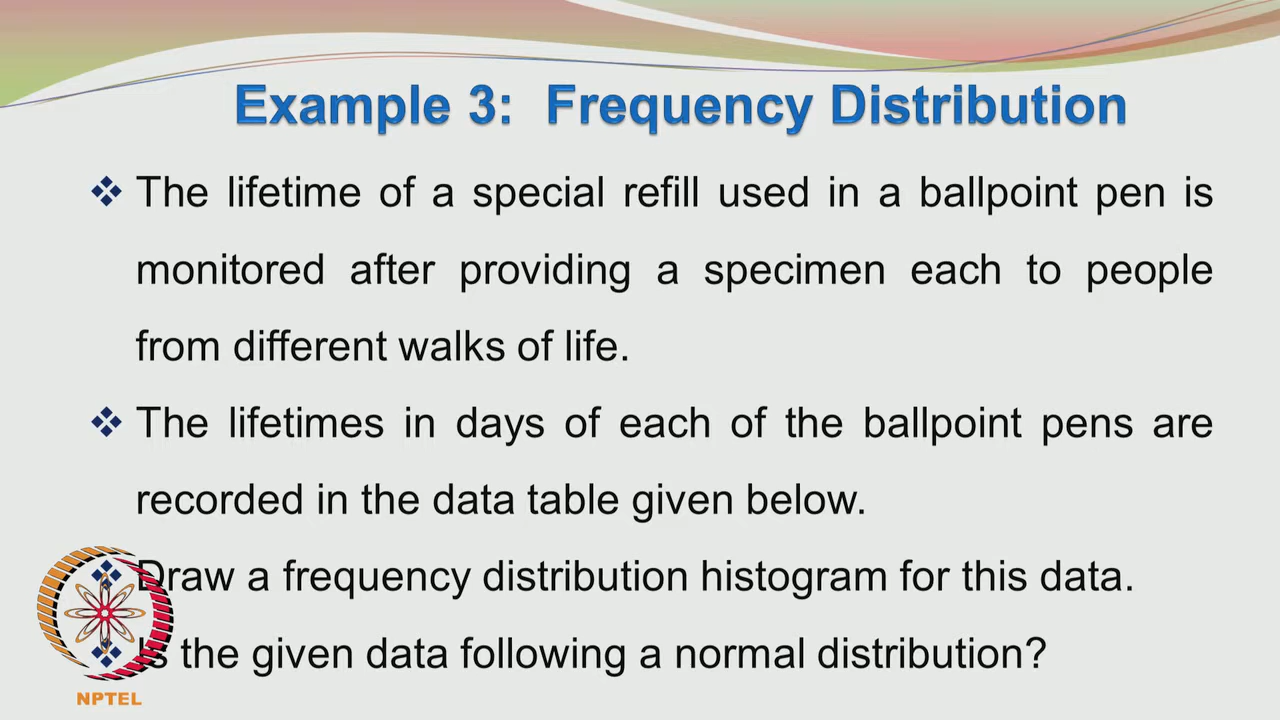 Example 3: Frequency Distribution
❖ The lifetime of a special refill used in a ballpoint pen is
monitored after providing a specimen each to people
from different walks of life.
❖ The lifetimes in days of each of the ballpoint pens are
recorded in the data table given below.
❖ Draw a frequency distribution histogram for this data.
❖ Is the given data following a normal distribution?
NPTEL